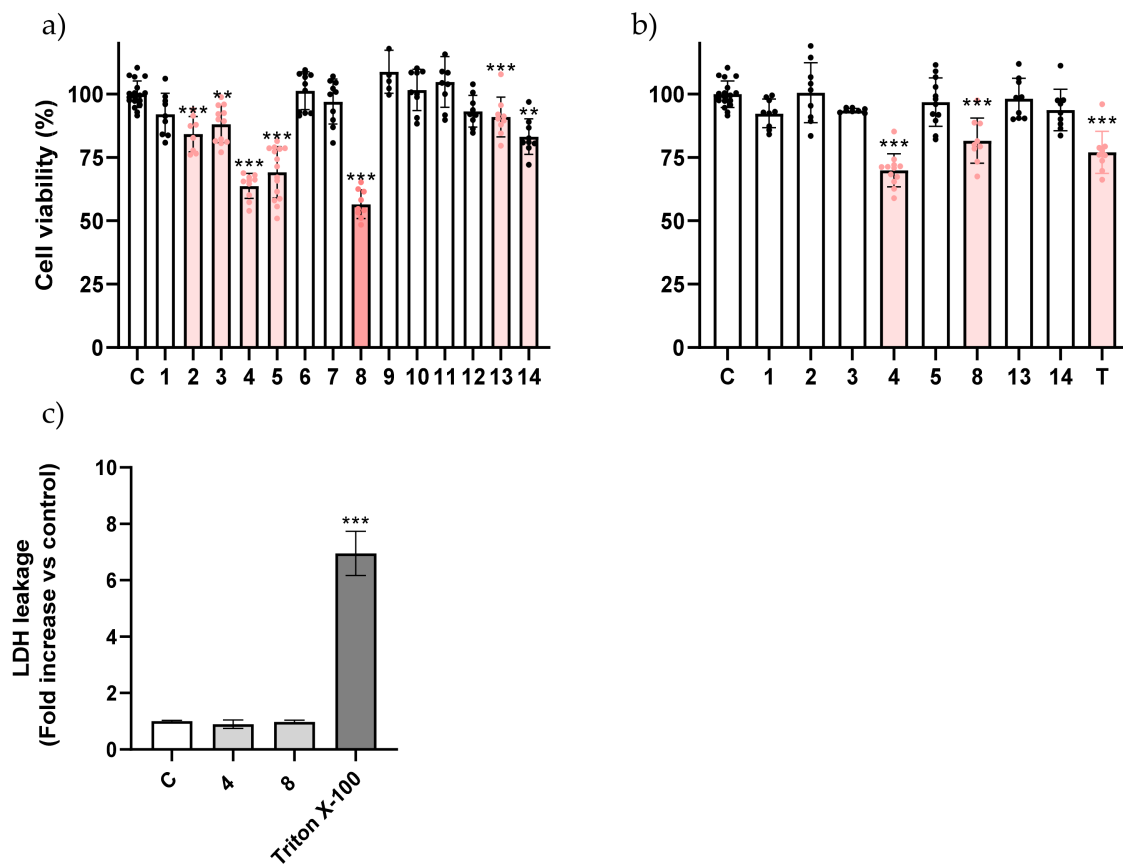 a)
Cell viability (%)
100
75
50
25
0
*** ** *** *** *** *** **
C 1 2 3 4 5 6 7 8 9 10 11 12 13 14
b)
100
75
50
25
0
*** *** ***
C 1 2 3 4 5 8 13 14 T
c)
LDH leakage
(Fold increase vs control)
10
8
6
4
2
0
***
C 4 8 Triton X-100